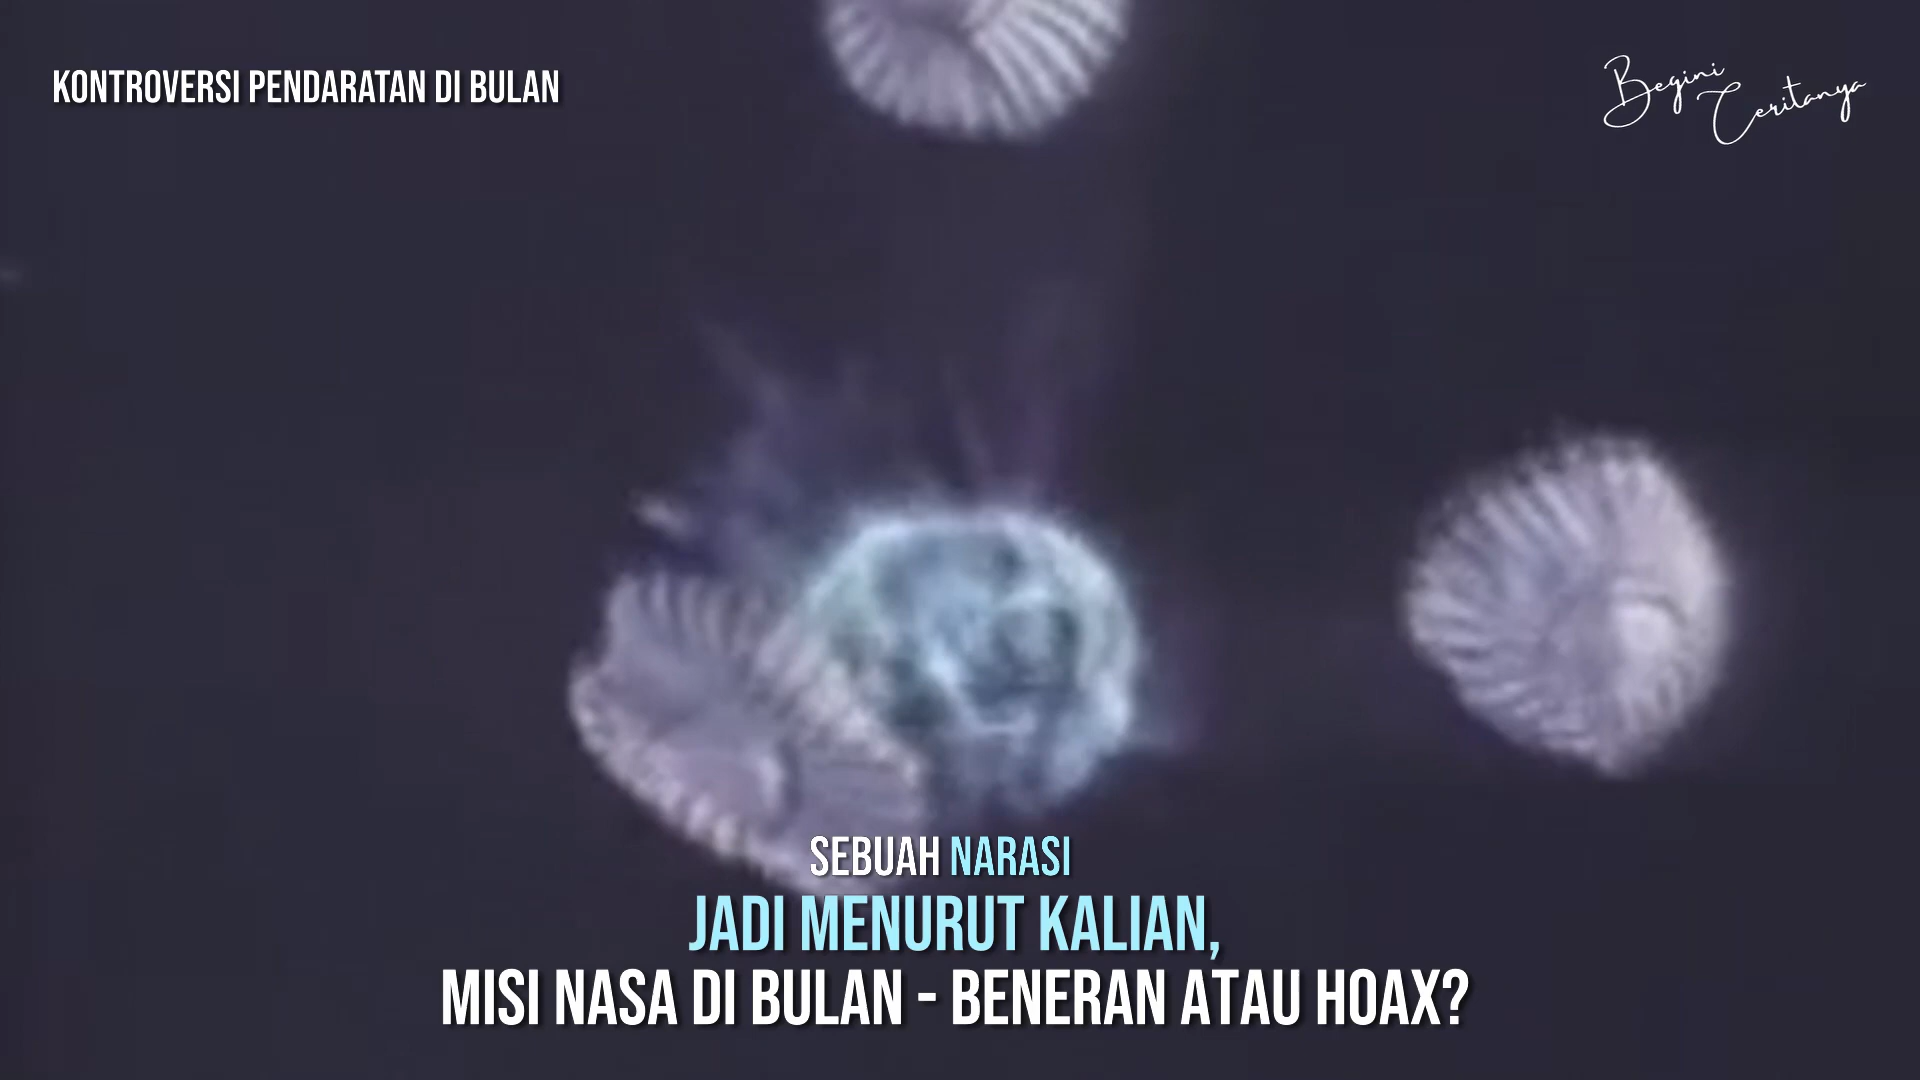 KONTROVERSI PENDARATAN DI BULAN
Begini
Ceritanya
SEBUAH NARASI
JADI MENURUT KALIAN,
MISI NASA DI BULAN - BENERAN ATAU HOAX?